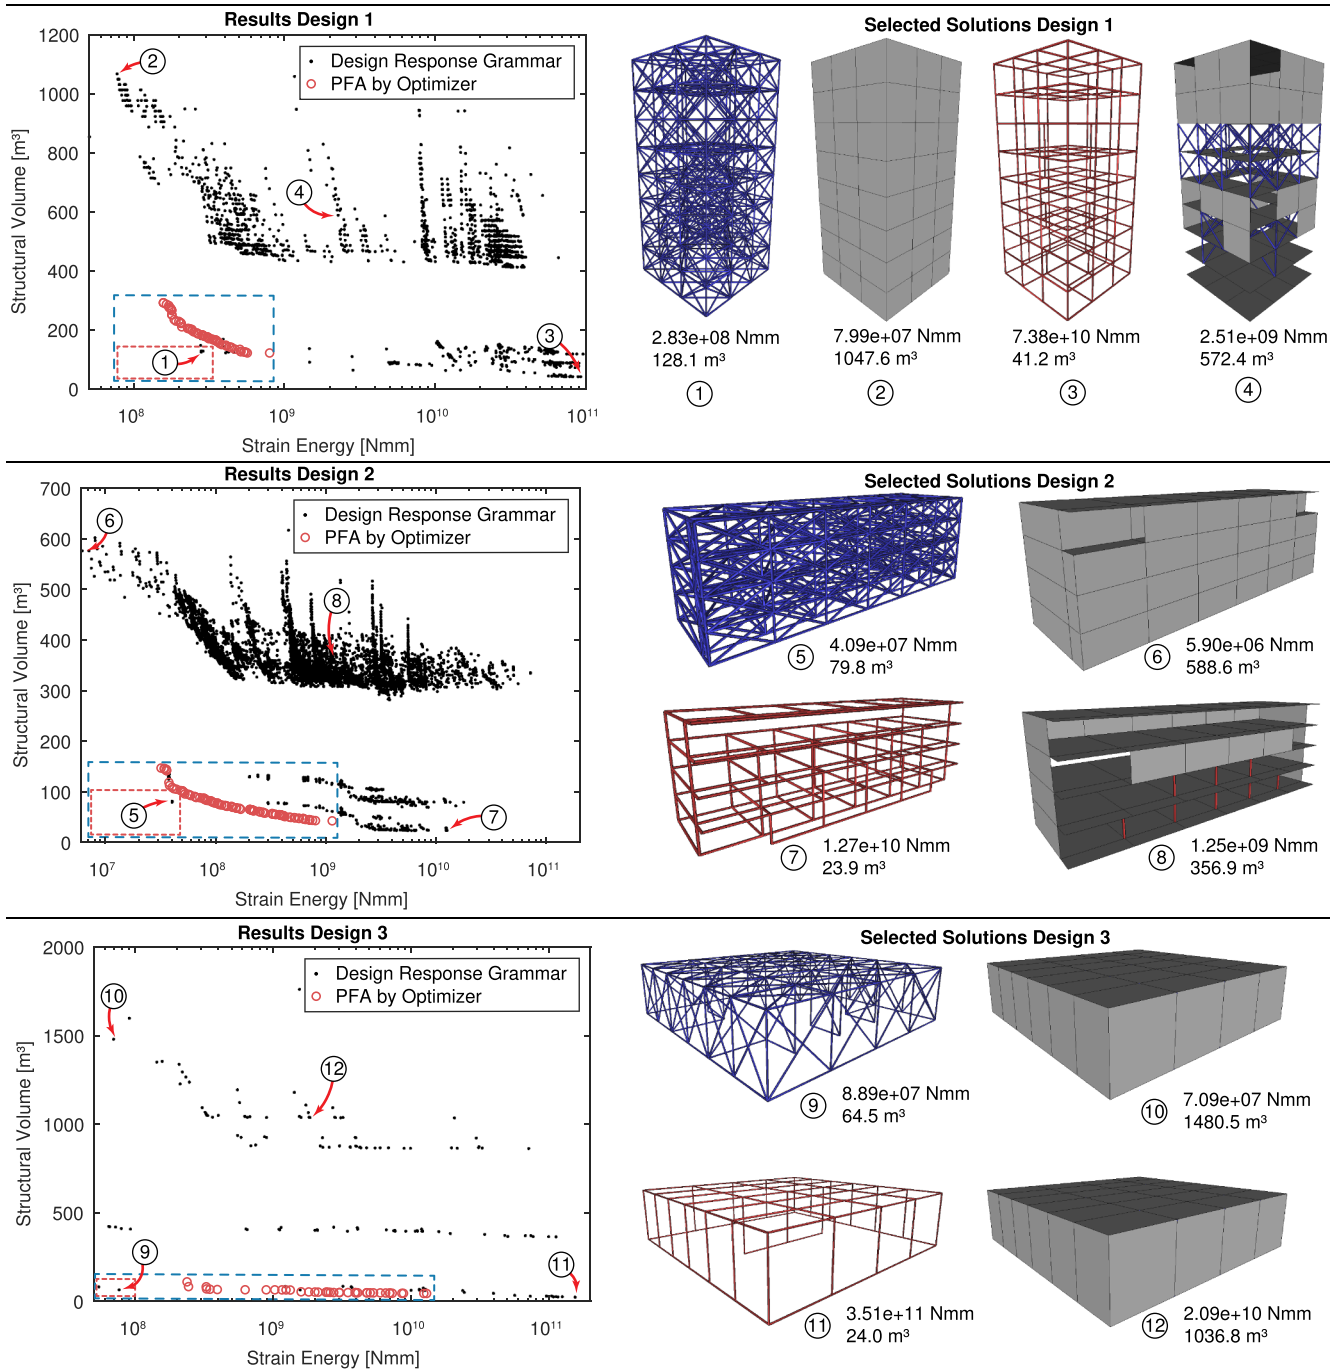 Results Design 1
Selected Solutions Design 1
1200
1000
800
600
400
200
0
Structural Volume [m³]
Design Response Grammar
PFA by Optimizer
2
4
1
3
10⁸
10⁹
10¹⁰
10¹¹
Strain Energy [Nmm]
2.83e+08 Nmm
128.1 m³
1
7.99e+07 Nmm
1047.6 m³
2
7.38e+10 Nmm
41.2 m³
3
2.51e+09 Nmm
572.4 m³
4
Results Design 2
Selected Solutions Design 2
700
600
500
400
300
200
100
0
Structural Volume [m³]
Design Response Grammar
PFA by Optimizer
6
8
5
7
10⁷
10⁸
10⁹
10¹⁰
10¹¹
Strain Energy [Nmm]
5
4.09e+07 Nmm
79.8 m³
6
5.90e+06 Nmm
588.6 m³
7
1.27e+10 Nmm
23.9 m³
8
1.25e+09 Nmm
356.9 m³
Results Design 3
Selected Solutions Design 3
2000
1500
1000
500
0
Structural Volume [m³]
Design Response Grammar
PFA by Optimizer
10
12
9
11
10⁸
10⁹
10¹⁰
10¹¹
Strain Energy [Nmm]
9
8.89e+07 Nmm
64.5 m³
10
7.09e+07 Nmm
1480.5 m³
11
3.51e+11 Nmm
24.0 m³
12
2.09e+10 Nmm
1036.8 m³